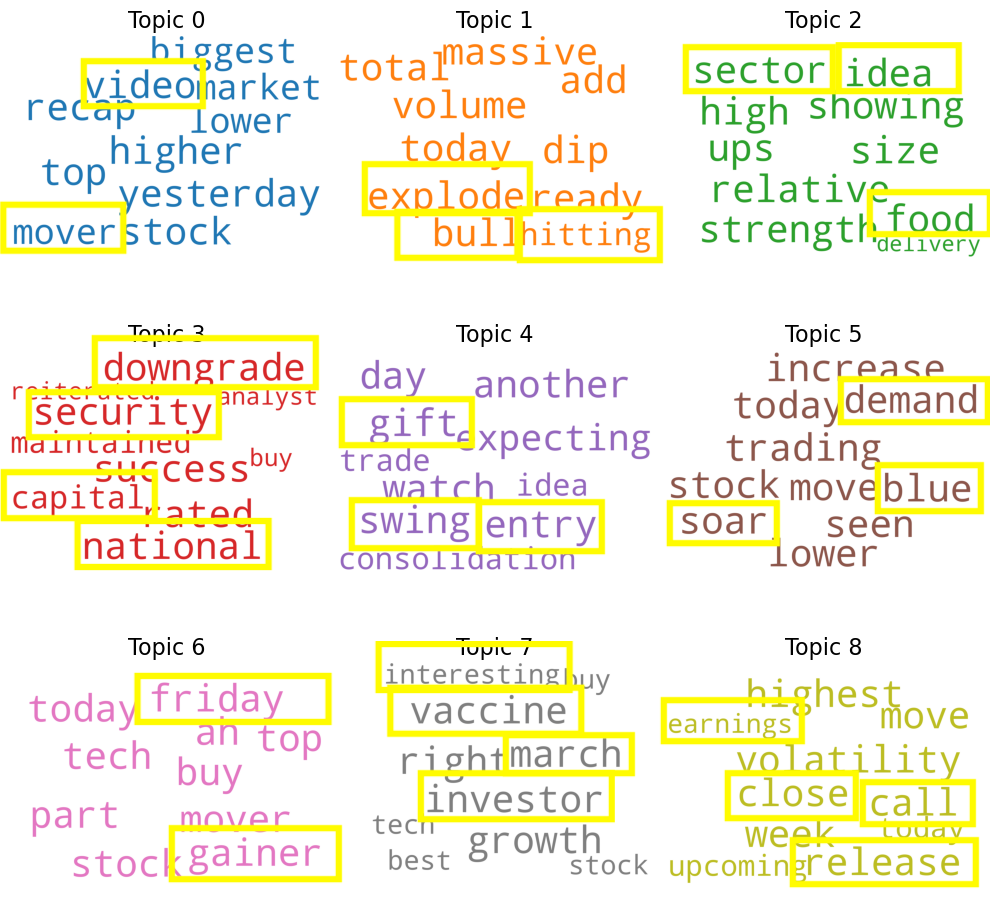 Topic 0
biggest
video market
recap lower
higher
top
yesterday
mover stock
Topic 1
massive
total add
volume
today dip
explode ready
bull hitting
Topic 2
sector idea
high showing
ups size
relative
strength food
delivery
Topic 3
downgrade
reiterated analyst
security
maintained
success buy
capital rated
national
Topic 4
day another
gift expecting
trade
watch idea
swing entry
consolidation
Topic 5
increase
today demand
trading
stock move blue
soar seen
lower
Topic 6
today friday
ah top
tech
buy
part mover
stock gainer
Topic 7
interesting buy
vaccine
right march
investor
tech
growth
best stock
Topic 8
highest
earnings move
volatility
close call
week today
upcoming release